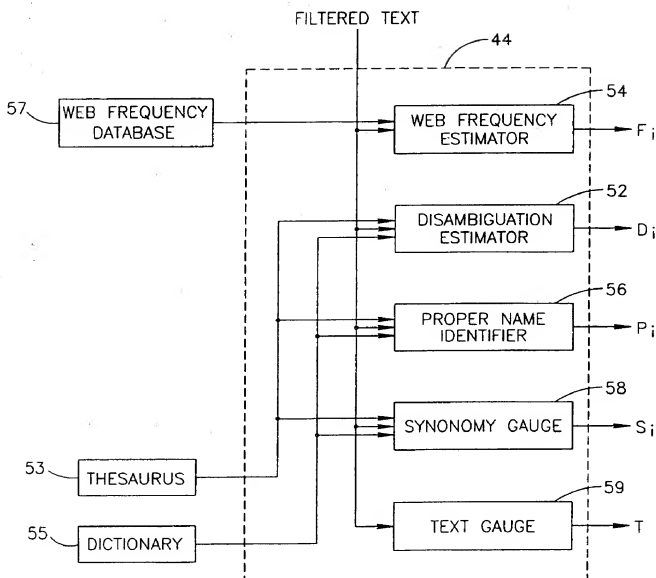 FILTERED TEXT
44
57
WEB FREQUENCY
DATABASE
54
WEB FREQUENCY
ESTIMATOR
Fi
52
DISAMBIGUATION
ESTIMATOR
Di
56
PROPER NAME
IDENTIFIER
Pi
58
SYNONOMY GAUGE
Si
53
THESAURUS
59
TEXT GAUGE
T
55
DICTIONARY